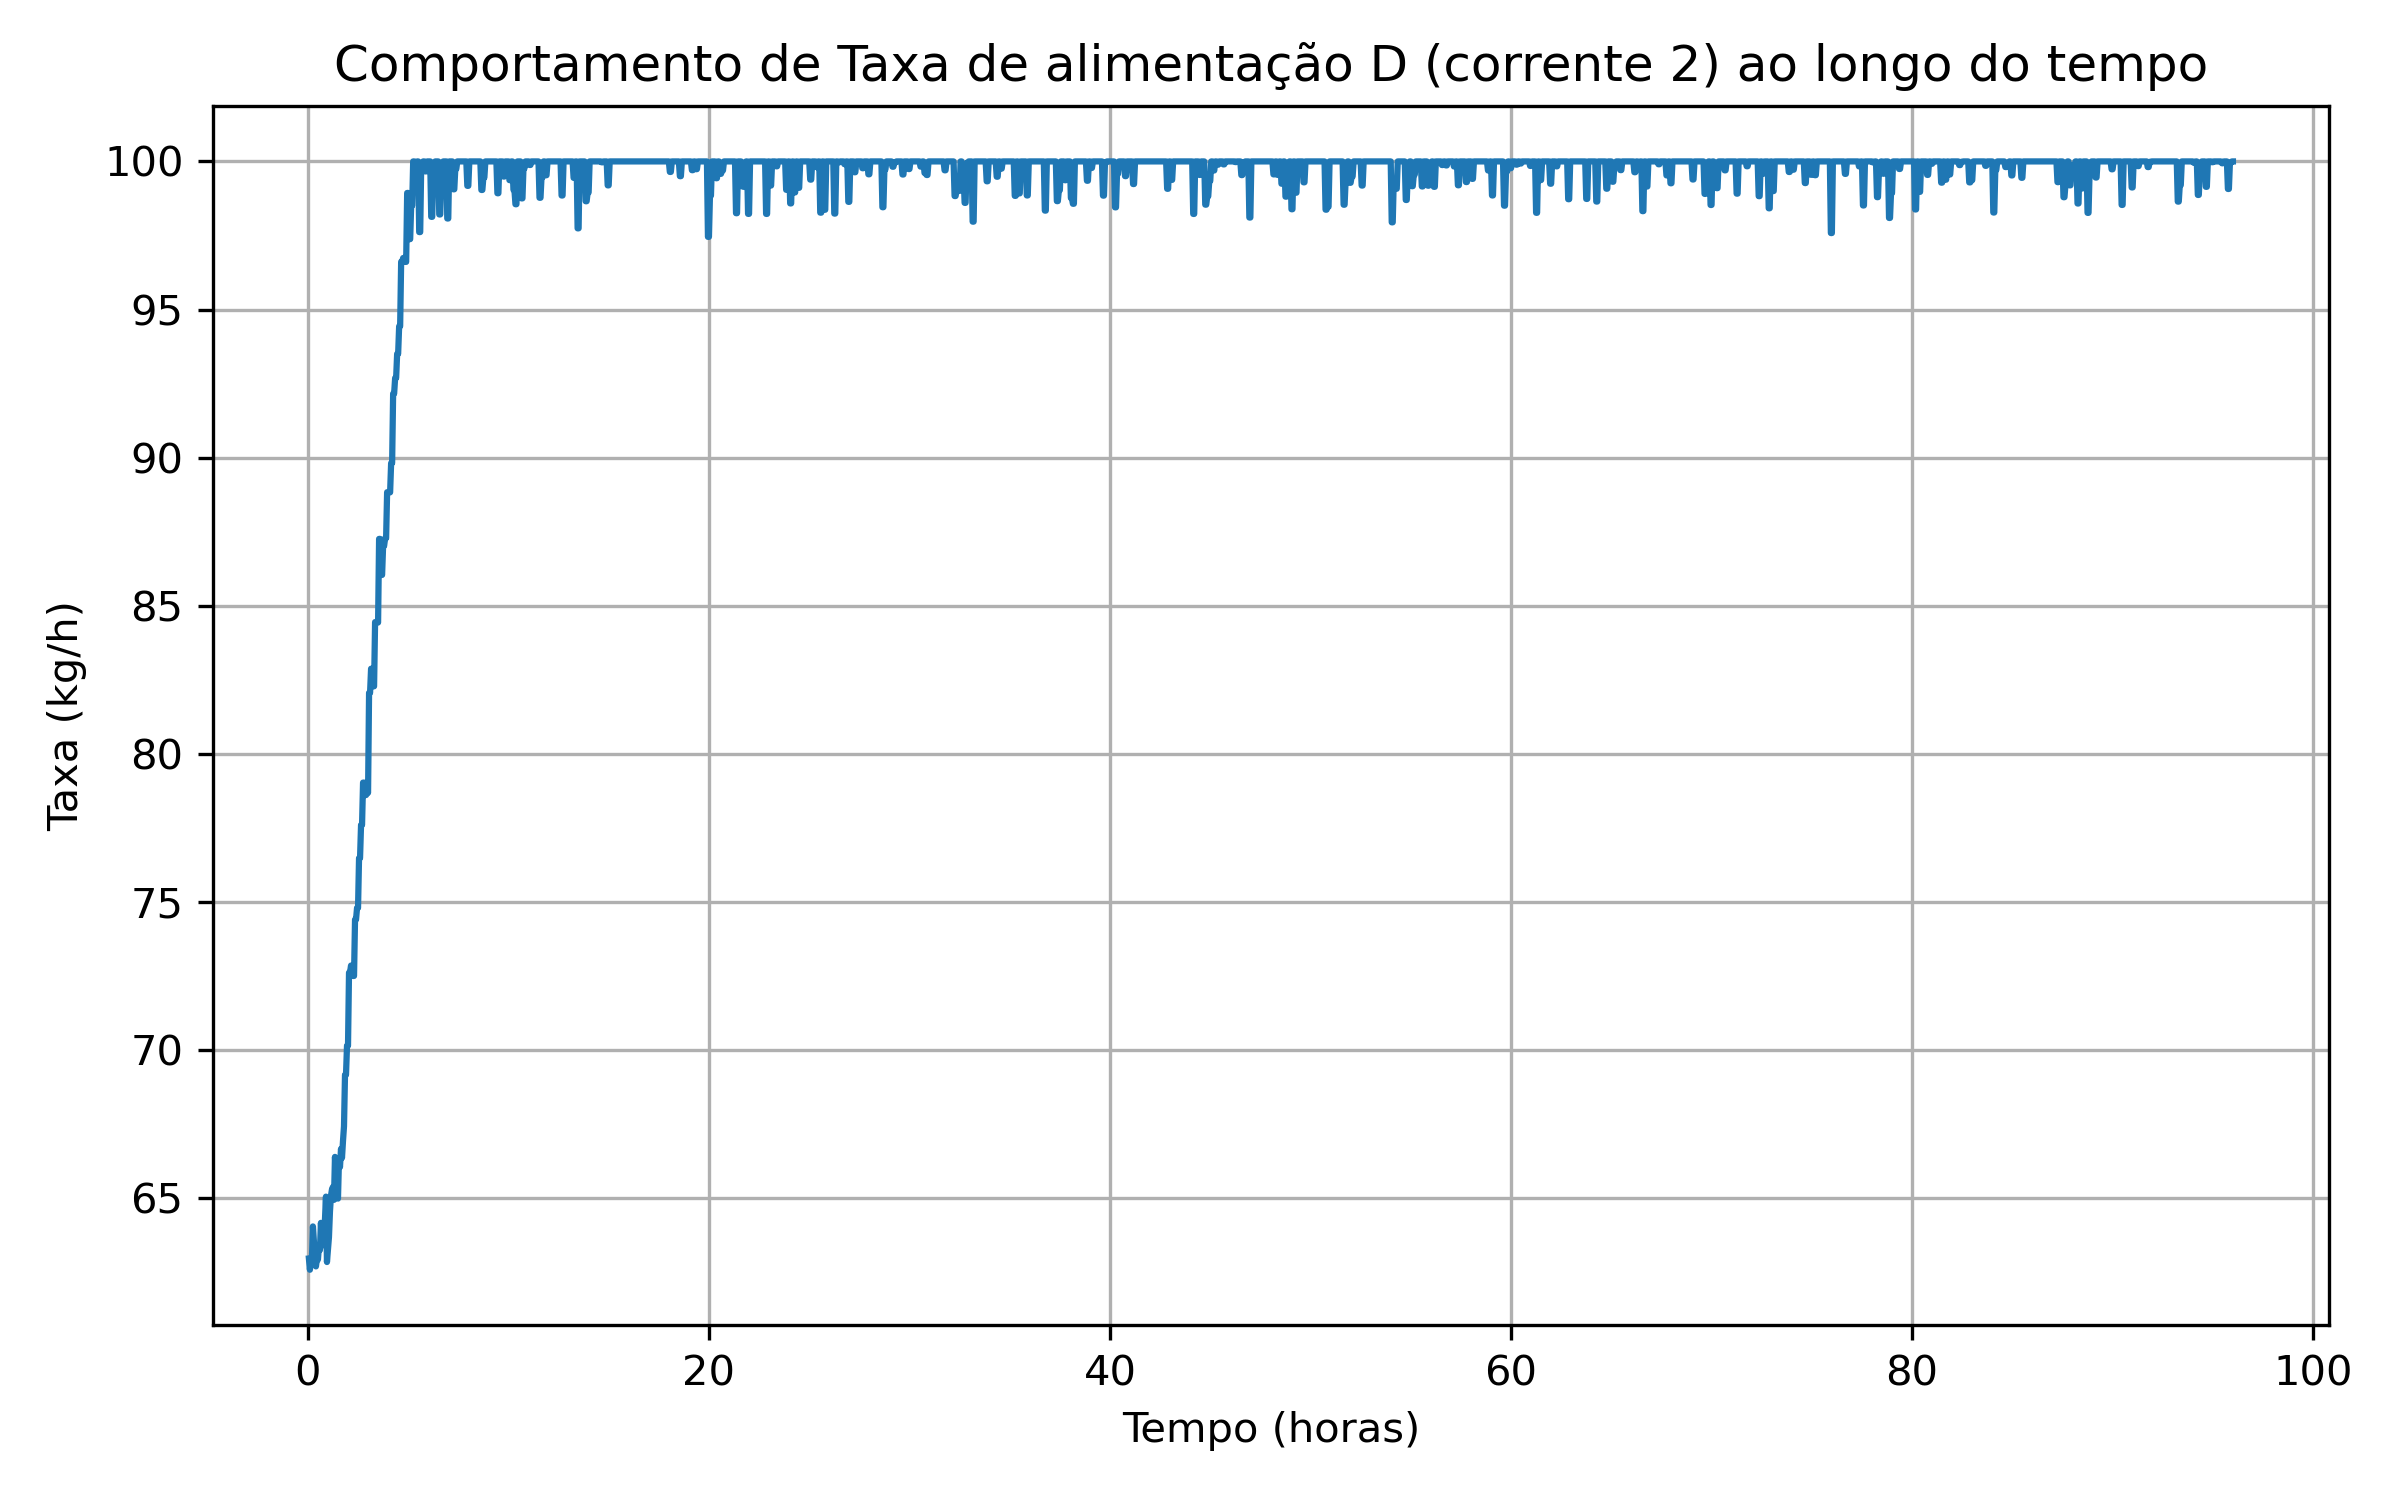 Comportamento de Taxa de alimentação D (corrente 2) ao longo do tempo
100
95
90
85
80
75
70
65
Taxa (kg/h)
0 20 40 60 80 100
Tempo (horas)